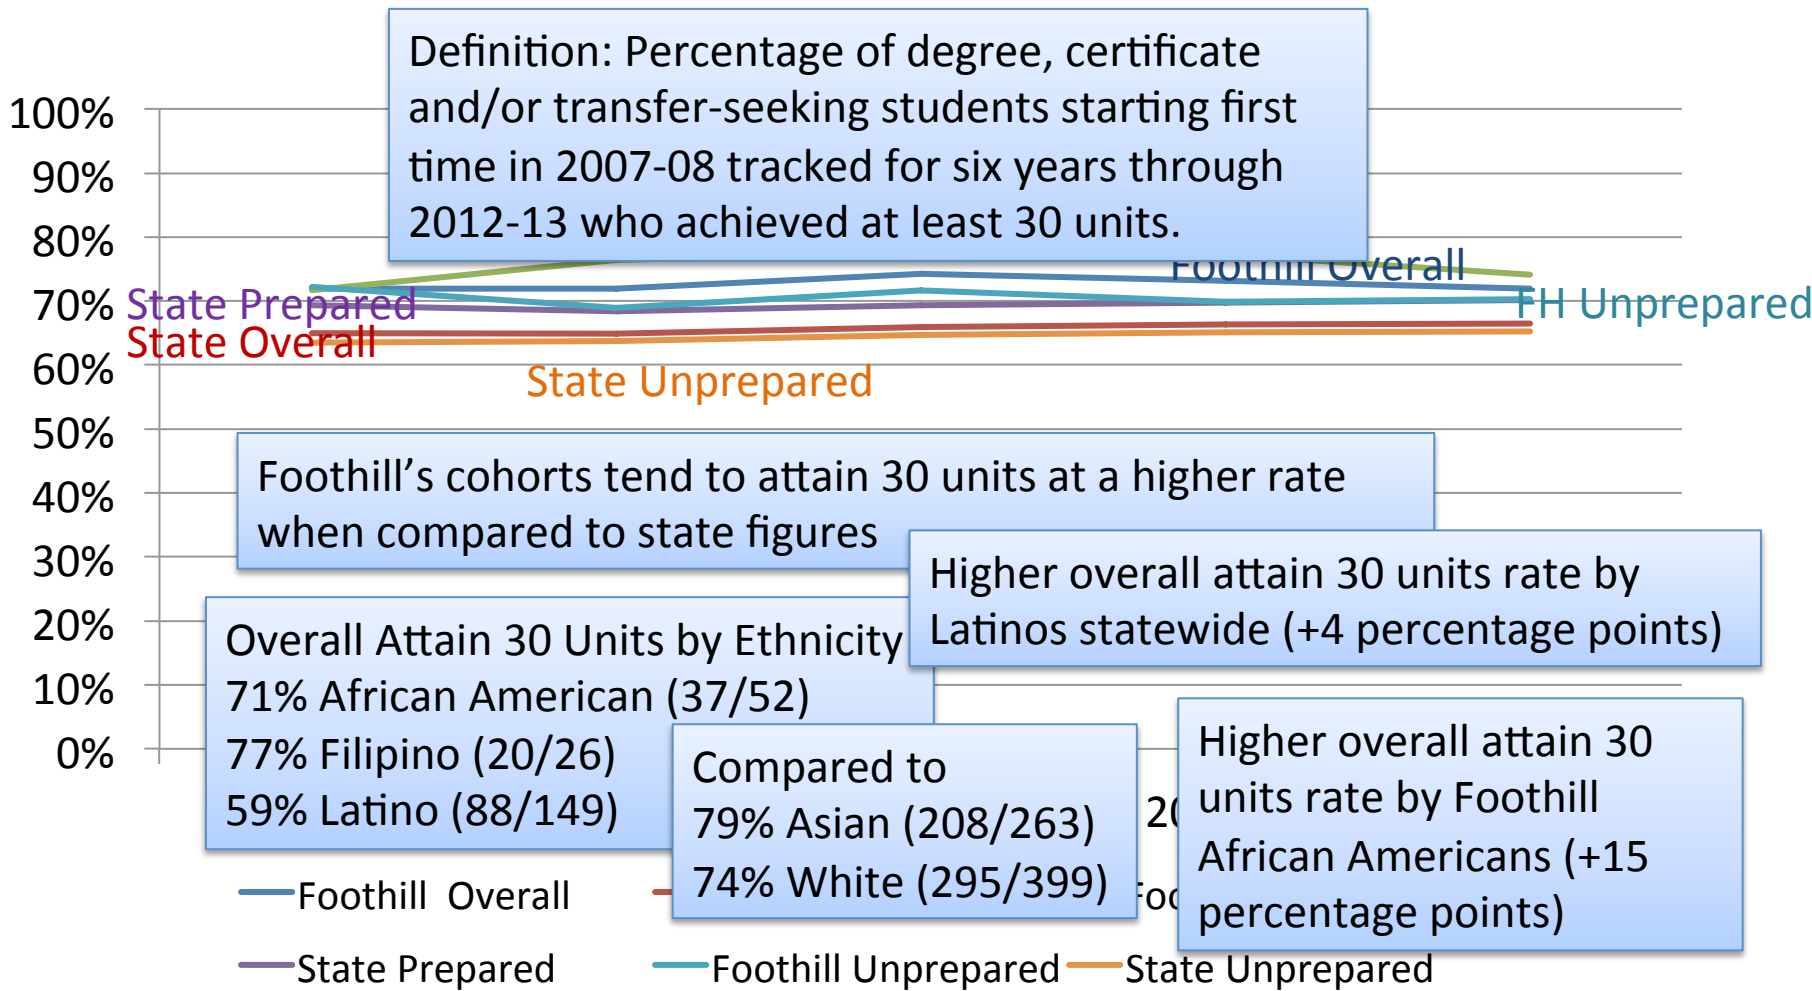 Definition: Percentage of degree, certificate
and/or transfer-seeking students starting first
time in 2007-08 tracked for six years through
2012-13 who achieved at least 30 units.
100%
90%
80%
70%
60%
50%
40%
30%
20%
10%
0%
Foothill Overall
State Prepared
FH Unprepared
State Overall
State Unprepared
Foothill's cohorts tend to attain 30 units at a higher rate
when compared to state figures
Higher overall attain 30 units rate by
Latinos statewide (+4 percentage points)
Overall Attain 30 Units by Ethnicity
71% African American (37/52)
77% Filipino (20/26)
59% Latino (88/149)
Compared to
79% Asian (208/263)
74% White (295/399)
Higher overall attain 30
units rate by Foothill
African Americans (+15
percentage points)
Foothill Overall
State Prepared
Foothill Unprepared
State Unprepared